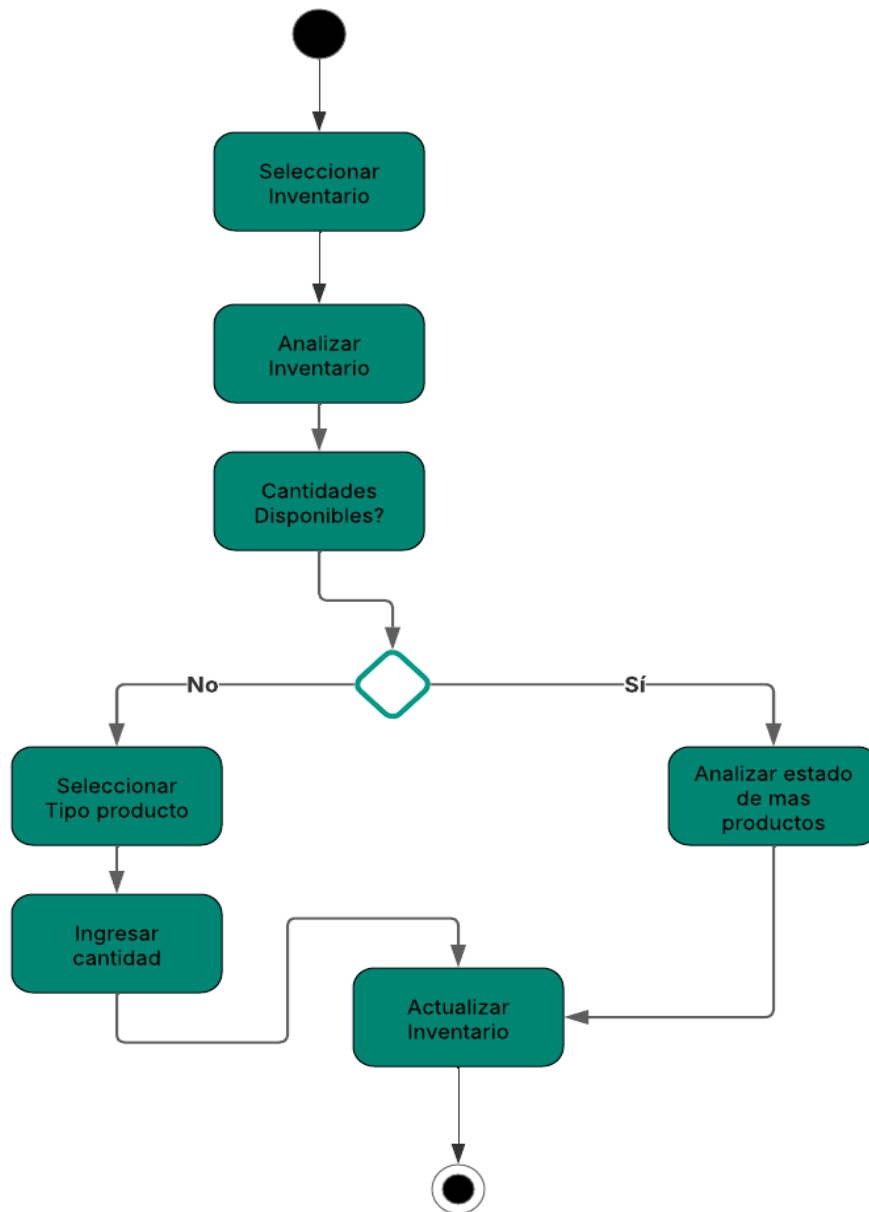 Seleccionar
Inventario
Analizar
Inventario
Cantidades
Disponibles?
No
Sí
Seleccionar
Tipo producto
Analizar estado
de mas
productos
Ingresar
cantidad
Actualizar
Inventario